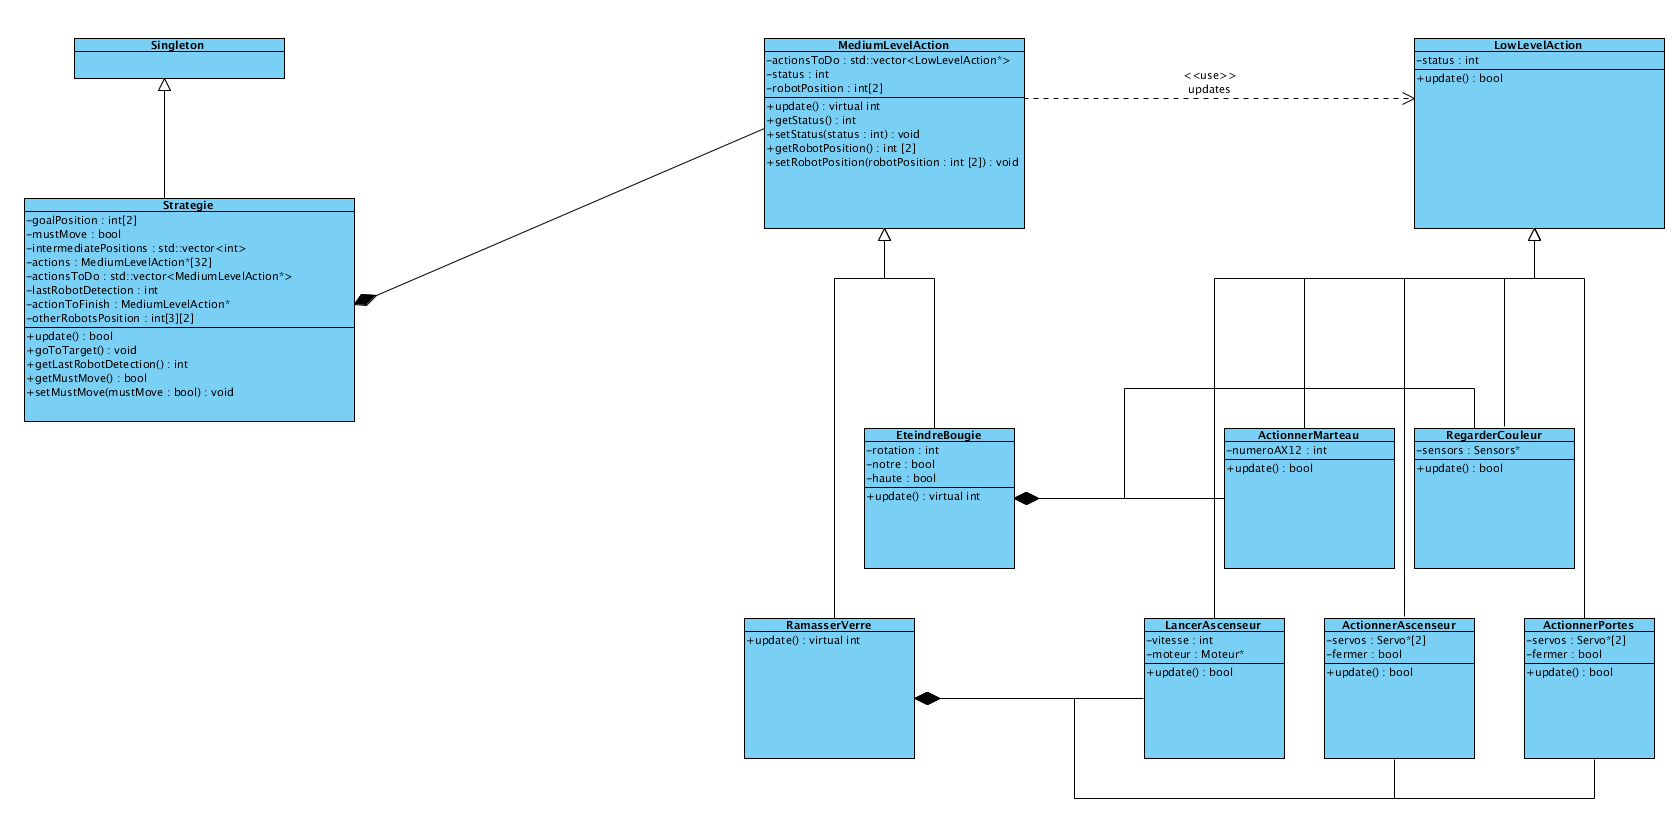 Singleton
Strategie
-goalPosition : int[2]
-mustMove : bool
-intermediatePositions : std::vector<int>
-actions : MediumLevelAction*[32]
-actionsToDo : std::vector<MediumLevelAction*>
-lastRobotDetection : int
-actionToFinish : MediumLevelAction*
-otherRobotsPosition : int[3][2]
+update() : bool
+goToTarget() : void
+getLastRobotDetection() : int
+getMustMove() : bool
+setMustMove(mustMove : bool) : void
MediumLevelAction
-actionsToDo : std::vector<LowLevelAction*>
-status : int
-robotPosition : int[2]
+update() : virtual int
+getStatus() : int
+setStatus(status : int) : void
+getRobotPosition() : int [2]
+setRobotPosition(robotPosition : int [2]) : void
<<use>>
updates
LowLevelAction
-status : int
+update() : bool
EteindreBougie
-rotation : int
-notre : bool
-haute : bool
+update() : virtual int
ActionnerMarteau
-numeroAX12 : int
+update() : bool
RegarderCouleur
-sensors : Sensors*
+update() : bool
RamasserVerre
+update() : virtual int
LancerAscenseur
-vitesse : int
-moteur : Moteur*
+update() : bool
ActionnerAscenseur
-servos : Servo*[2]
-fermer : bool
+update() : bool
ActionnerPortes
-servos : Servo*[2]
-fermer : bool
+update() : bool